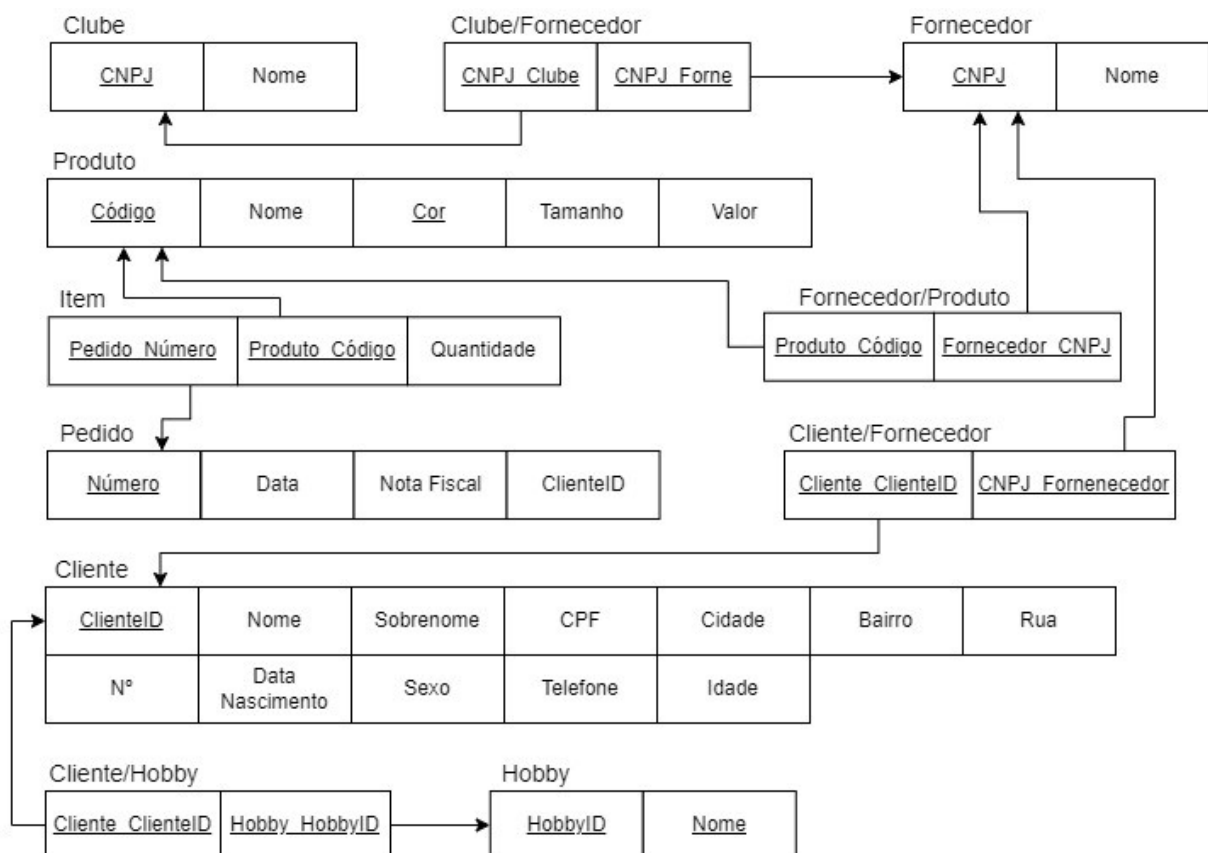 Clube
Clube/Fornecedor
Fornecedor
CNPJ
Nome
CNPJ_Clube
CNPJ_Forne
CNPJ
Nome
Produto
Código
Nome
Cor
Tamanho
Valor
Item
Fornecedor/Produto
Pedido_Número
Produto_Código
Quantidade
Produto_Código
Fornecedor_CNPJ
Pedido
Cliente/Fornecedor
Número
Data
Nota Fiscal
ClienteID
Cliente_ClienteID
CNPJ_Fornenecedor
Cliente
ClienteID
Nome
Sobrenome
CPF
Cidade
Bairro
Rua
Nº
Data
Nascimento
Sexo
Telefone
Idade
Cliente/Hobby
Hobby
Cliente_ClienteID
Hobby_HobbyID
HobbyID
Nome